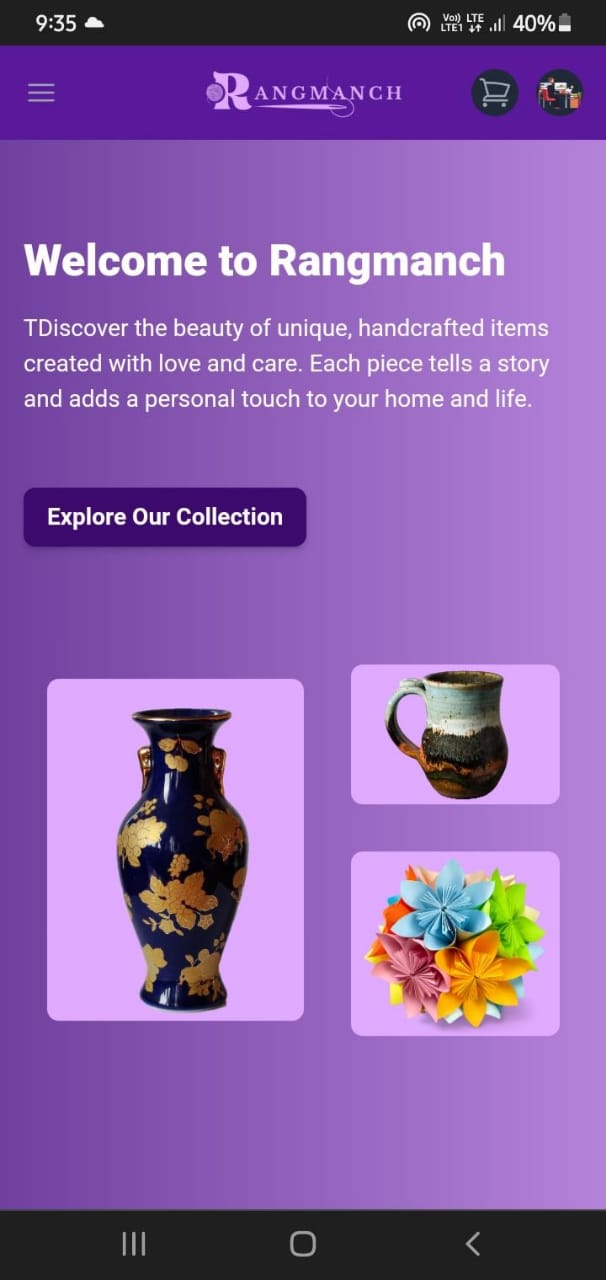 9:35
Vo)) LTE
LTE1
40%
RANGMANCH
Welcome to Rangmanch
TDiscover the beauty of unique, handcrafted items
created with love and care. Each piece tells a story
and adds a personal touch to your home and life.
Explore Our Collection